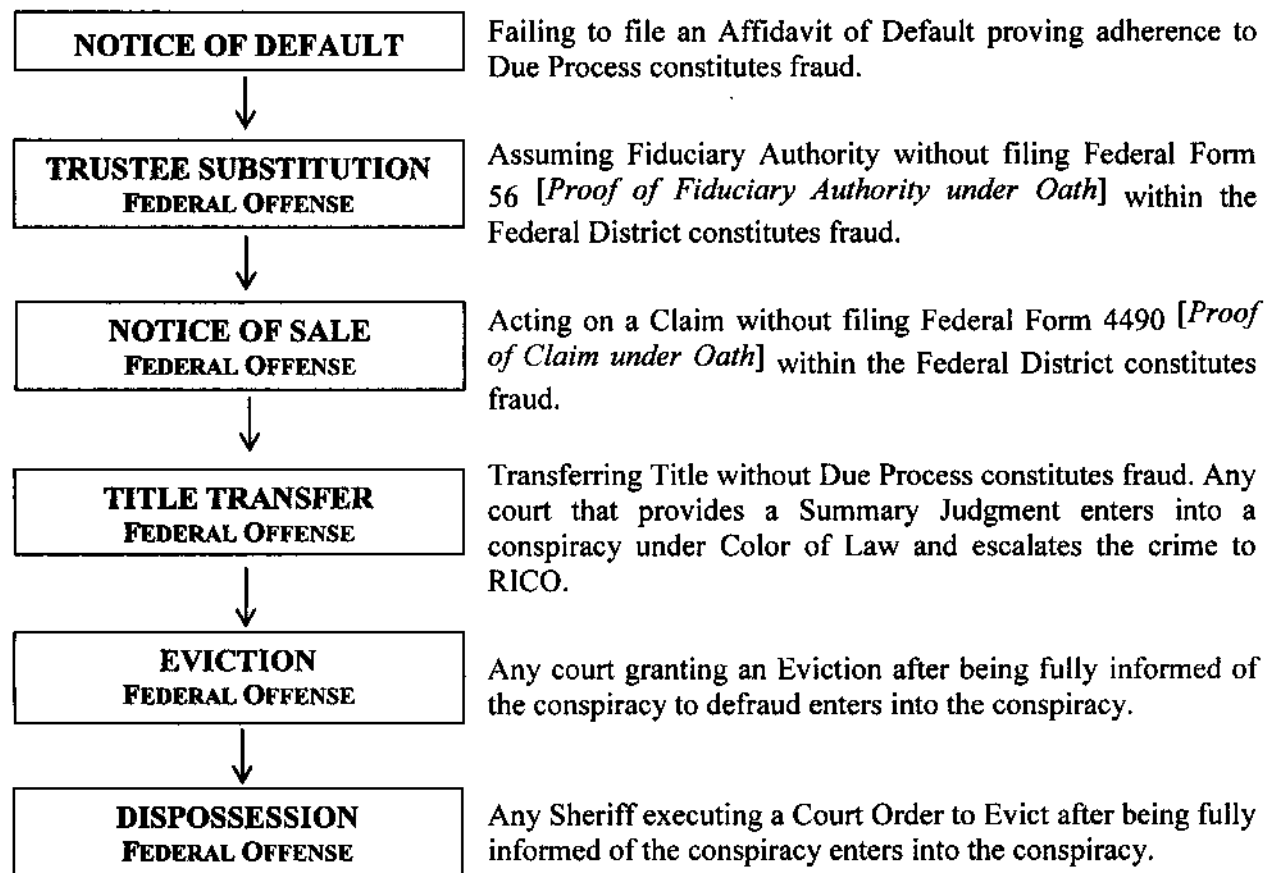 NOTICE OF DEFAULT
Failing to file an Affidavit of Default proving adherence to
Due Process constitutes fraud.
TRUSTEE SUBSTITUTION
FEDERAL OFFENSE
Assuming Fiduciary Authority without filing Federal Form
56 [Proof of Fiduciary Authority under Oath] within the
Federal District constitutes fraud.
NOTICE OF SALE
FEDERAL OFFENSE
Acting on a Claim without filing Federal Form 4490 [Proof
of Claim under Oath] within the Federal District constitutes
fraud.
TITLE TRANSFER
FEDERAL OFFENSE
Transferring Title without Due Process constitutes fraud. Any
court that provides a Summary Judgment enters into a
conspiracy under Color of Law and escalates the crime to
RICO.
EVICTION
FEDERAL OFFENSE
Any court granting an Eviction after being fully informed of
the conspiracy to defraud enters into the conspiracy.
DISPOSSESSION
FEDERAL OFFENSE
Any Sheriff executing a Court Order to Evict after being fully
informed of the conspiracy enters into the conspiracy.